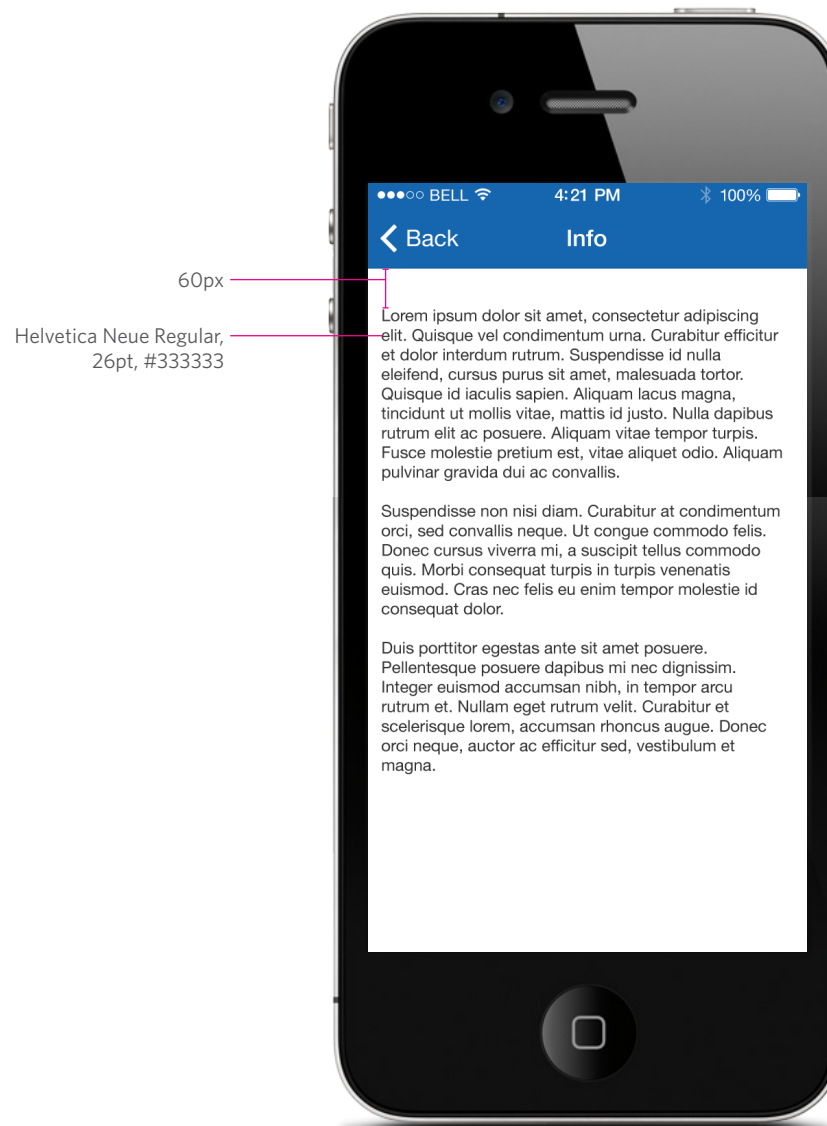 ●●●○○ BELL 4:21 PM 100%
Back Info
60px
Helvetica Neue Regular,
26pt, #333333
Lorem ipsum dolor sit amet, consectetur adipiscing
elit. Quisque vel condimentum urna. Curabitur efficitur
et dolor interdum rutrum. Suspendisse id nulla
eleifend, cursus purus sit amet, malesuada tortor.
Quisque id iaculis sapien. Aliquam lacus magna,
tincidunt ut mollis vitae, mattis id justo. Nulla dapibus
rutrum elit ac posuere. Aliquam vitae tempor turpis.
Fusce molestie pretium est, vitae aliquet odio. Aliquam
pulvinar gravida dui ac convallis.
Suspendisse non nisi diam. Curabitur at condimentum
orci, sed convallis neque. Ut congue commodo felis.
Donec cursus viverra mi, a suscipit tellus commodo
quis. Morbi consequat turpis in turpis venenatis
euismod. Cras nec felis eu enim tempor molestie id
consequat dolor.
Duis porttitor egestas ante sit amet posuere.
Pellentesque posuere dapibus mi nec dignissim.
Integer euismod accumsan nibh, in tempor arcu
rutrum et. Nullam eget rutrum velit. Curabitur et
scelerisque lorem, accumsan rhoncus augue. Donec
orci neque, auctor ac efficitur sed, vestibulum et
magna.